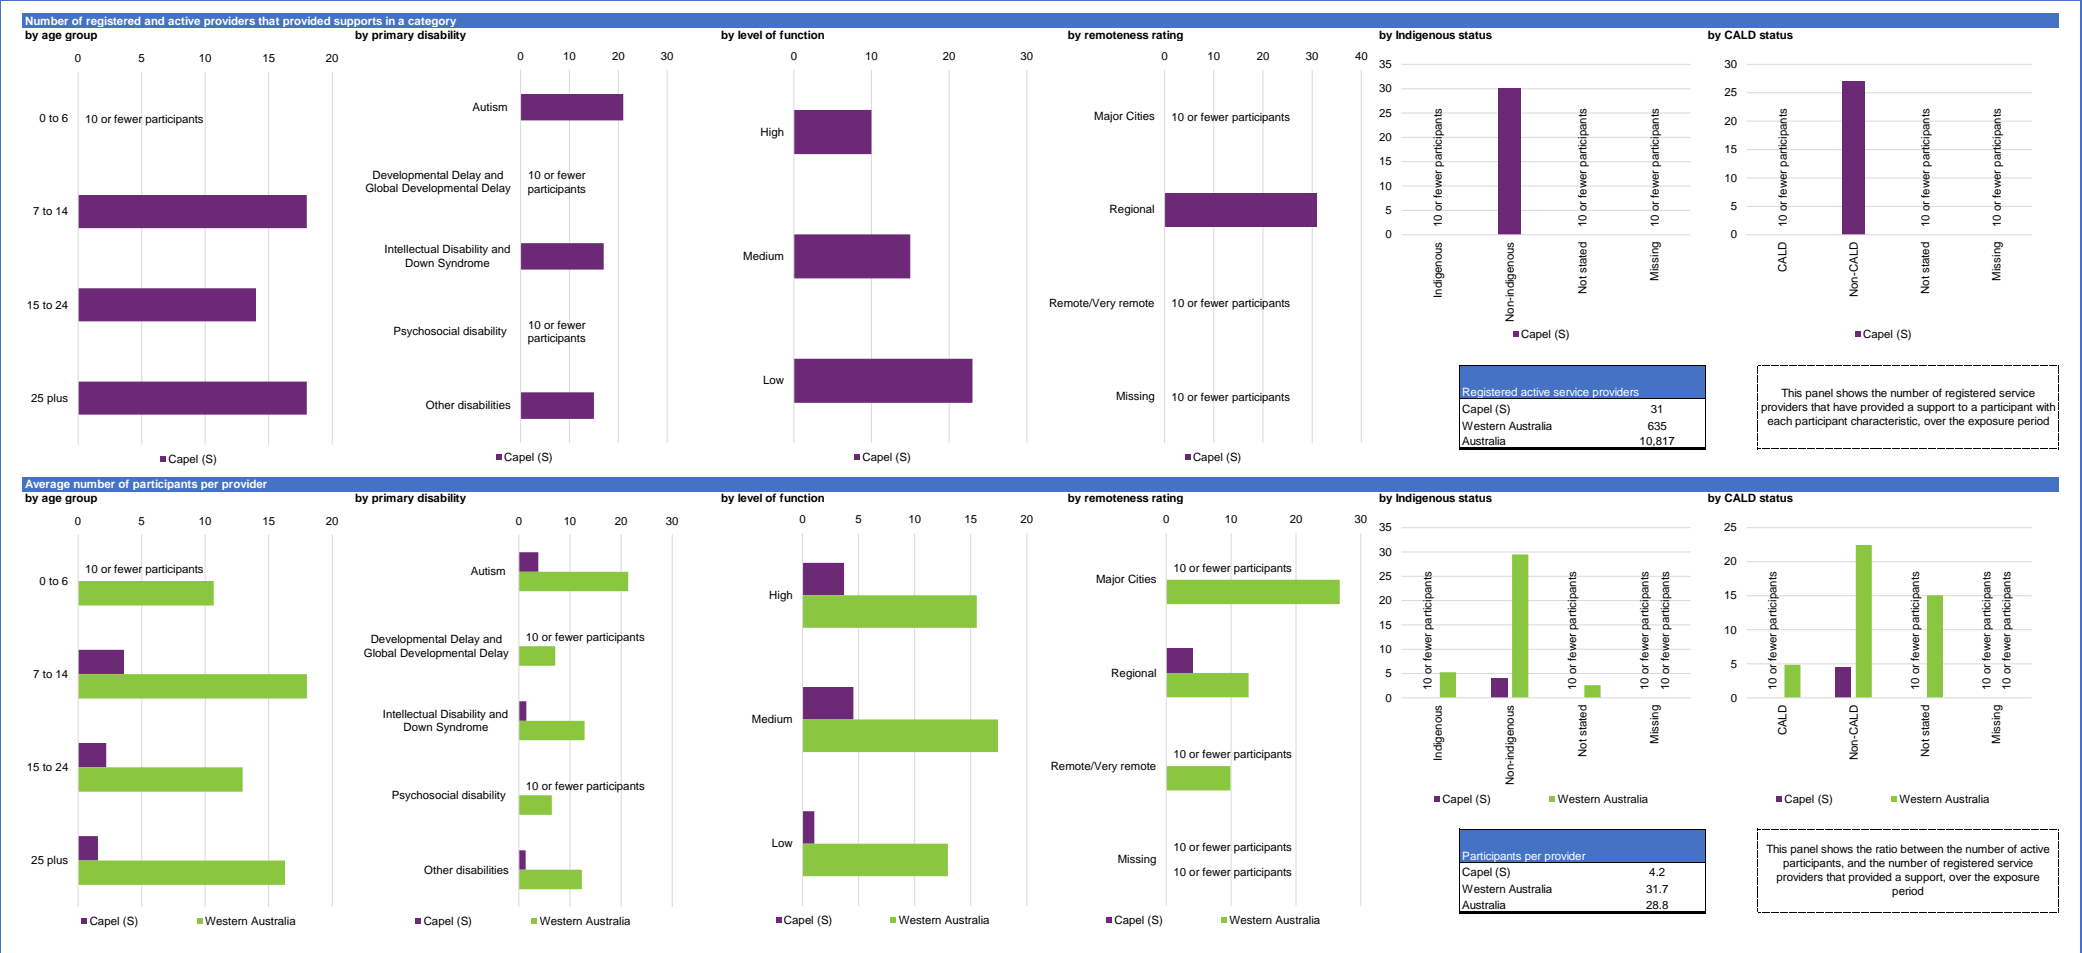 Number of registered and active providers that provided supports in a category
by age group
0 5 10 15 20
0 to 6
10 or fewer participants
7 to 14
15 to 24
25 plus
Capel (S)
by primary disability
0 10 20 30
Autism
Developmental Delay and
Global Developmental Delay
10 or fewer
participants
Intellectual Disability and
Down Syndrome
Psychosocial disability
10 or fewer
participants
Other disabilities
Capel (S)
by level of function
0 10 20 30
High
Medium
Low
Capel (S)
by remoteness rating
0 10 20 30 40
Major Cities
10 or fewer participants
Regional
Remote/Very remote
10 or fewer participants
Missing
10 or fewer participants
Capel (S)
by Indigenous status
35
30
25
20
15
10
5
0
10 or fewer participants
10 or fewer participants
10 or fewer participants
Indigenous
Non-indigenous
Not stated
Missing
Capel (S)
by CALD status
30
25
20
15
10
5
0
10 or fewer participants
10 or fewer participants
10 or fewer participants
CALD
Non-CALD
Not stated
Missing
Capel (S)
Registered active service providers
Capel (S) 31
Western Australia 635
Australia 10,817
This panel shows the number of registered service
providers that have provided a support to a participant with
each participant characteristic, over the exposure period
Average number of participants per provider
by age group
0 5 10 15 20
0 to 6
10 or fewer participants
7 to 14
15 to 24
25 plus
Capel (S) Western Australia
by primary disability
0 10 20 30
Autism
Developmental Delay and
Global Developmental Delay
10 or fewer participants
Intellectual Disability and
Down Syndrome
Psychosocial disability
10 or fewer participants
Other disabilities
Capel (S) Western Australia
by level of function
0 5 10 15 20
High
Medium
Low
Capel (S) Western Australia
by remoteness rating
0 10 20 30
Major Cities
10 or fewer participants
Regional
Remote/Very remote
10 or fewer participants
Missing
10 or fewer participants
10 or fewer participants
Capel (S) Western Australia
by Indigenous status
35
30
25
20
15
10
5
0
10 or fewer participants
10 or fewer participants
10 or fewer participants
10 or fewer participants
Indigenous
Non-indigenous
Not stated
Missing
Capel (S) Western Australia
by CALD status
25
20
15
10
5
0
10 or fewer participants
10 or fewer participants
10 or fewer participants
10 or fewer participants
CALD
Non-CALD
Not stated
Missing
Capel (S) Western Australia
Participants per provider
Capel (S) 4.2
Western Australia 31.7
Australia 28.8
This panel shows the ratio between the number of active
participants, and the number of registered service
providers that provided a support, over the exposure
period